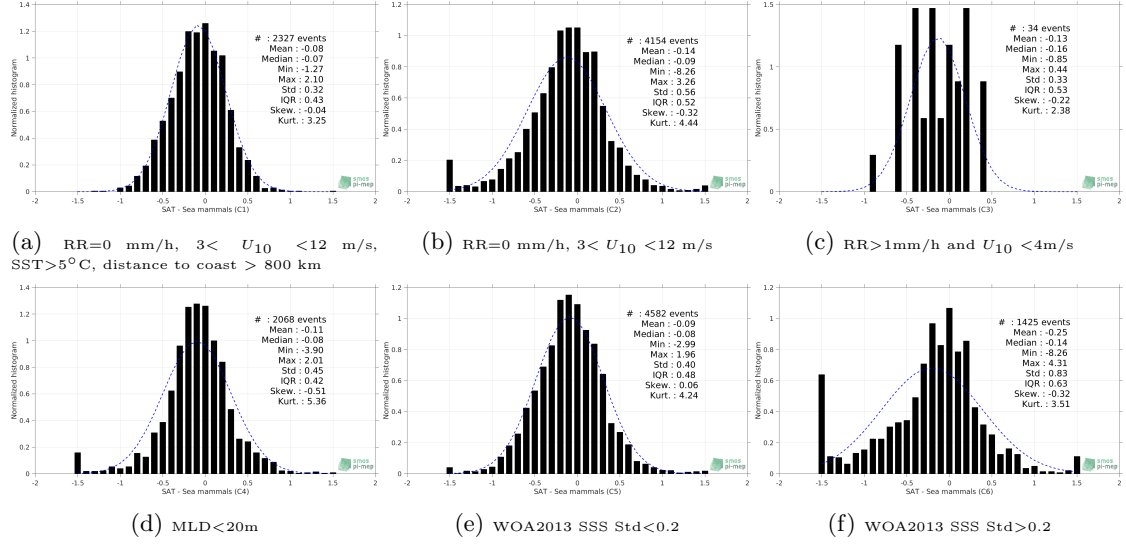 1.4
1.2
1
0.8
0.6
0.4
0.2
0
-2
-1.5
-1
-0.5
0
0.5
1
1.5
2
Normalized histogram
SAT - Sea mammals (C1)
# : 2327 events
Mean : -0.08
Median : -0.07
Min : -1.27
Max : 2.10
Std : 0.32
IQR : 0.43
Skew. : -0.04
Kurt. : 3.25
smos
pi-mep
1.2
1
0.8
0.6
0.4
0.2
0
-2
-1.5
-1
-0.5
0
0.5
1
1.5
2
Normalized histogram
SAT - Sea mammals (C2)
# : 4154 events
Mean : -0.14
Median : -0.09
Min : -8.26
Max : 3.26
Std : 0.56
IQR : 0.52
Skew. : -0.32
Kurt. : 4.44
smos
pi-mep
1.5
1
0.5
0
-2
-1.5
-1
-0.5
0
0.5
1
1.5
2
Normalized histogram
SAT - Sea mammals (C3)
# : 34 events
Mean : -0.13
Median : -0.16
Min : -0.85
Max : 0.44
Std : 0.33
IQR : 0.53
Skew. : -0.22
Kurt. : 2.38
smos
pi-mep
(a) RR=0 mm/h, 3< U10 <12 m/s,
SST>5°C, distance to coast > 800 km
(b) RR=0 mm/h, 3< U10 <12 m/s
(c) RR>1mm/h and U10 <4m/s
1.4
1.2
1
0.8
0.6
0.4
0.2
0
-2
-1.5
-1
-0.5
0
0.5
1
1.5
2
Normalized histogram
SAT - Sea mammals (C4)
# : 2068 events
Mean : -0.11
Median : -0.08
Min : -3.90
Max : 2.01
Std : 0.45
IQR : 0.42
Skew. : -0.51
Kurt. : 5.36
smos
pi-mep
1.2
1
0.8
0.6
0.4
0.2
0
-2
-1.5
-1
-0.5
0
0.5
1
1.5
2
Normalized histogram
SAT - Sea mammals (C5)
# : 4582 events
Mean : -0.09
Median : -0.08
Min : -2.99
Max : 1.96
Std : 0.40
IQR : 0.48
Skew. : 0.06
Kurt. : 4.24
smos
pi-mep
1.2
1
0.8
0.6
0.4
0.2
0
-2
-1.5
-1
-0.5
0
0.5
1
1.5
2
Normalized histogram
SAT - Sea mammals (C6)
# : 1425 events
Mean : -0.25
Median : -0.14
Min : -8.26
Max : 4.31
Std : 0.83
IQR : 0.63
Skew. : -0.32
Kurt. : 3.51
smos
pi-mep
(d) MLD<20m
(e) WOA2013 SSS Std<0.2
(f) WOA2013 SSS Std>0.2